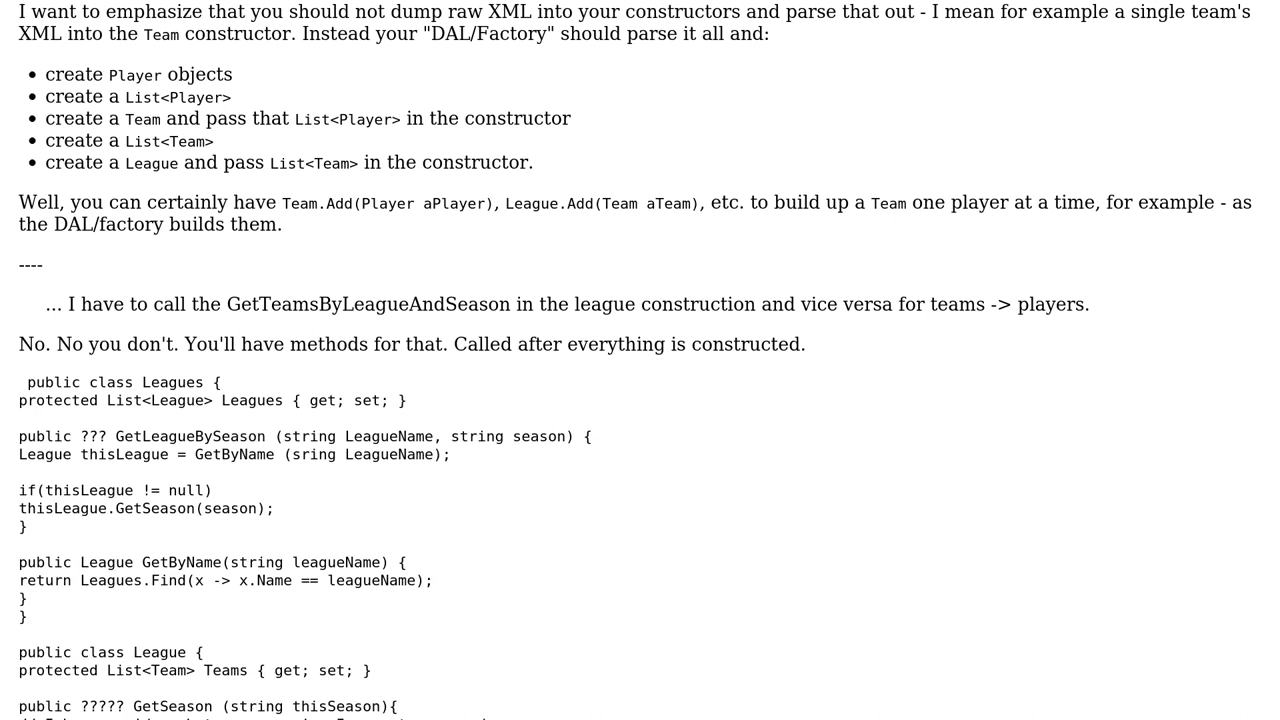 I want to emphasize that you should not dump raw XML into your constructors and parse that out - I mean for example a single team's
XML into the Team constructor. Instead your "DAL/Factory" should parse it all and:
• create Player objects
• create a List<Player>
• create a Team and pass that List<Player> in the constructor
• create a List<Team>
• create a League and pass List<Team> in the constructor.
Well, you can certainly have Team.Add(Player aPlayer), League.Add(Team aTeam), etc. to build up a Team one player at a time, for example - as
the DAL/factory builds them.
----
... I have to call the GetTeamsByLeagueAndSeason in the league construction and vice versa for teams -> players.
No. No you don't. You'll have methods for that. Called after everything is constructed.
public class Leagues {
protected List<League> Leagues { get; set; }
public ??? GetLeagueBySeason (string LeagueName, string season) {
League thisLeague = GetByName (sring LeagueName);
if(thisLeague != null)
thisLeague.GetSeason(season);
}
public League GetByName(string leagueName) {
return Leagues.Find(x -> x.Name == leagueName);
}
}
public class League {
protected List<Team> Teams { get; set; }
public ????? GetSeason (string thisSeason){